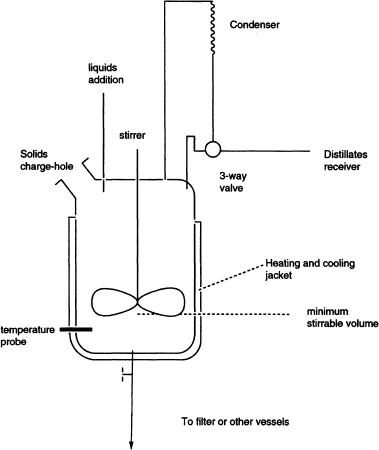 Condenser
liquids
addition
stirrer
Solids
charge-hole
3-way
valve
Distillates
receiver
Heating and cooling
jacket
minimum
stirrable volume
temperature
probe
To filter or other vessels